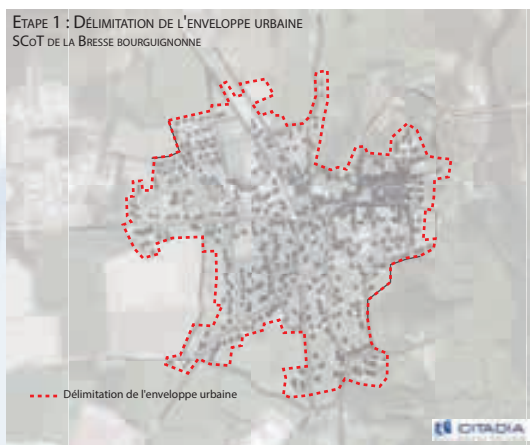 ETAPE 1 : DÉLIMITATION DE L'ENVELOPPE URBAINE
SCOT DE LA BRESSE BOURGUIGNONNE
Délimitation de l'enveloppe urbaine
CITADIA